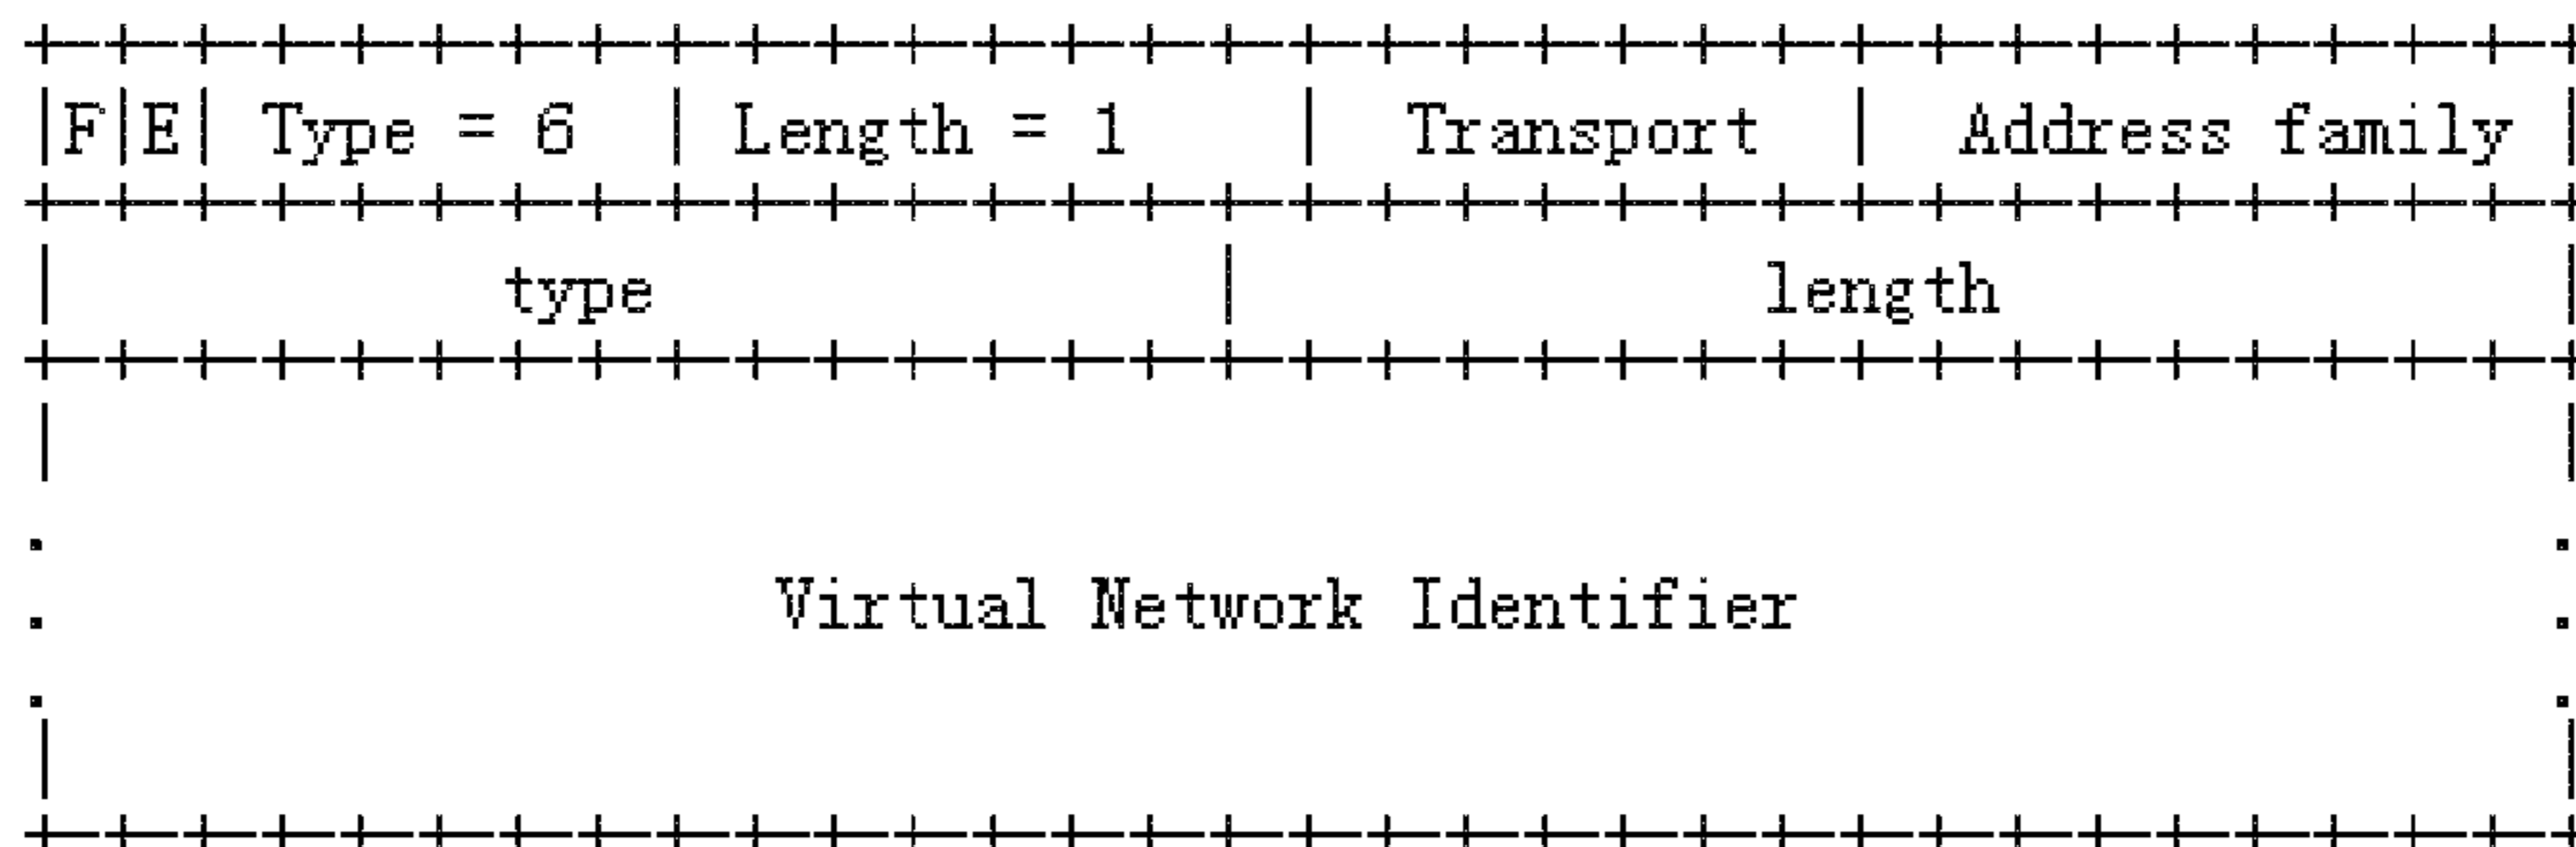 +-+-+-+-+-+-+-+-+-+-+-+-+-+-+-+-+-+-+-+-+-+-+-+-+-+-+-+-+-+-+-+-+
|F|E| Type = 6  | Length = 1    |  Transport  |  Address family |
+-+-+-+-+-+-+-+-+-+-+-+-+-+-+-+-+-+-+-+-+-+-+-+-+-+-+-+-+-+-+-+-+
|           type              |             length              |
+-+-+-+-+-+-+-+-+-+-+-+-+-+-+-+-+-+-+-+-+-+-+-+-+-+-+-+-+-+-+-+-+
|                                                               |
.                                                               .
.                  Virtual Network Identifier                   .
.                                                               .
|                                                               |
+-+-+-+-+-+-+-+-+-+-+-+-+-+-+-+-+-+-+-+-+-+-+-+-+-+-+-+-+-+-+-+-+